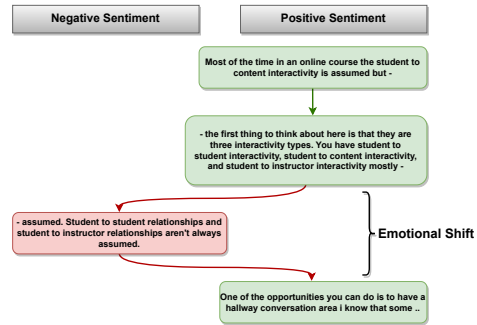 Negative Sentiment
Positive Sentiment
Most of the time in an online course the student to
content interactivity is assumed but -
- the first thing to think about here is that they are
three interactivity types. You have student to
student interactivity, student to content interactivity,
and student to instructor interactivity mostly -
- assumed. Student to student relationships and
student to instructor relationships aren't always
assumed.
Emotional Shift
One of the opportunities you can do is to have a
hallway conversation area i know that some ..